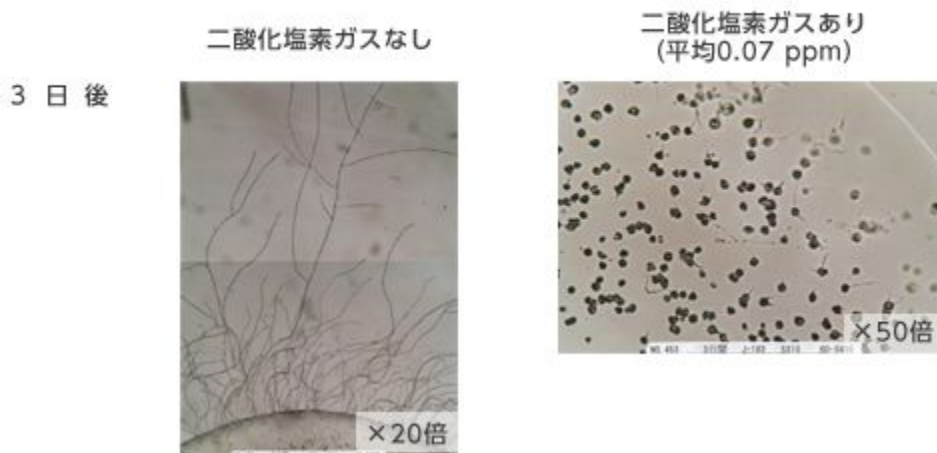 二酸化塩素ガスなし
二酸化塩素ガスあり
(平均0.07 ppm)
3 日 後
×20倍
×50倍